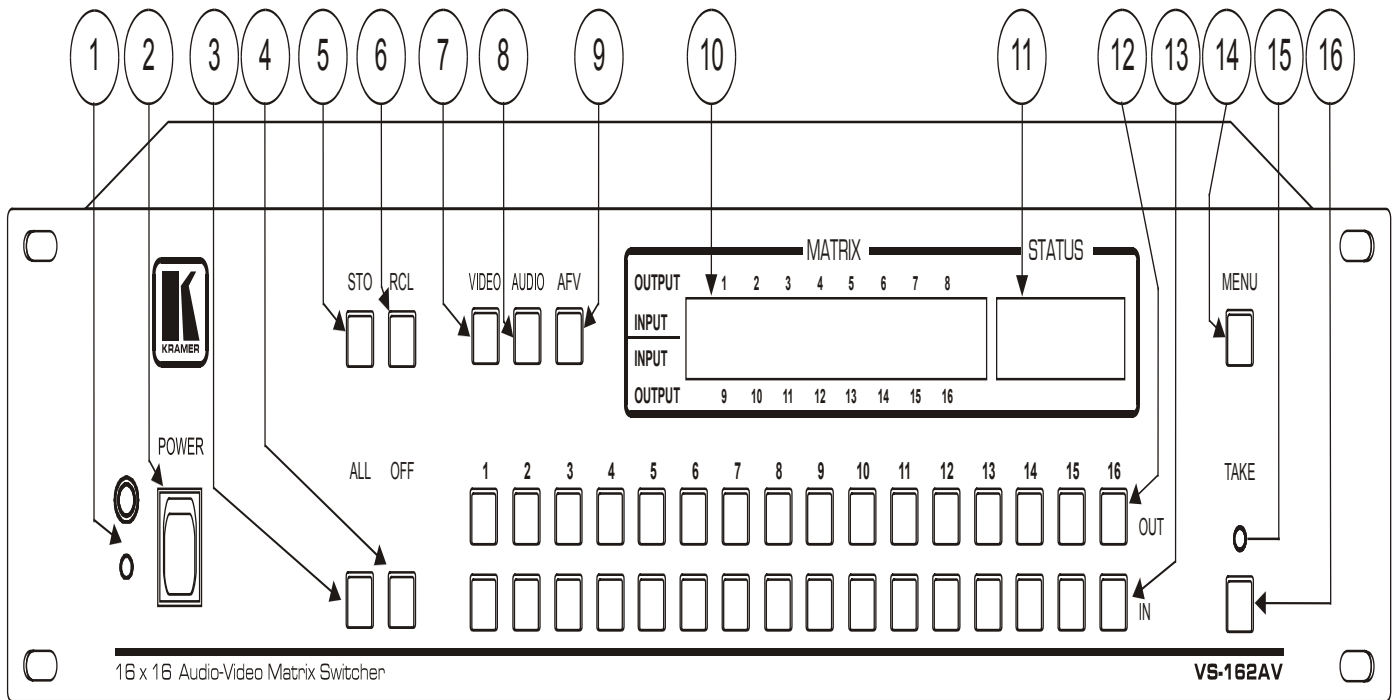 1 2 3 4 5 6 7 8 9 10 11 12 13 14 15 16
MATRIX STATUS
STO RCL VIDEO AUDIO AFV OUTPUT 1 2 3 4 5 6 7 8 MENU
INPUT
KRAMER
INPUT
OUTPUT 9 10 11 12 13 14 15 16
POWER
ALL OFF 1 2 3 4 5 6 7 8 9 10 11 12 13 14 15 16 TAKE
OUT
IN
16 x 16 Audio-Video Matrix Switcher VS-162AV